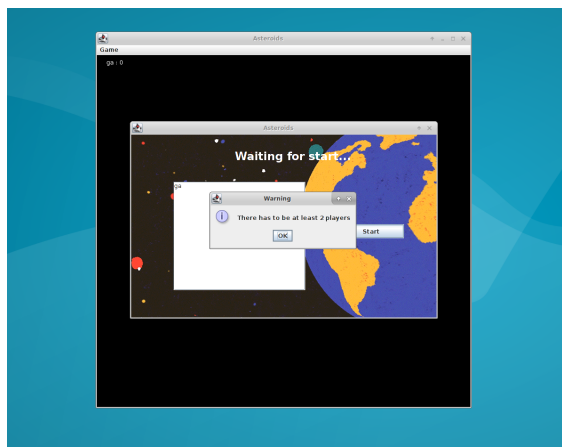 Asteroids
Game
ga : 0
Asteroids
Waiting for start...
ga
Warning
There has to be at least 2 players
OK
Start